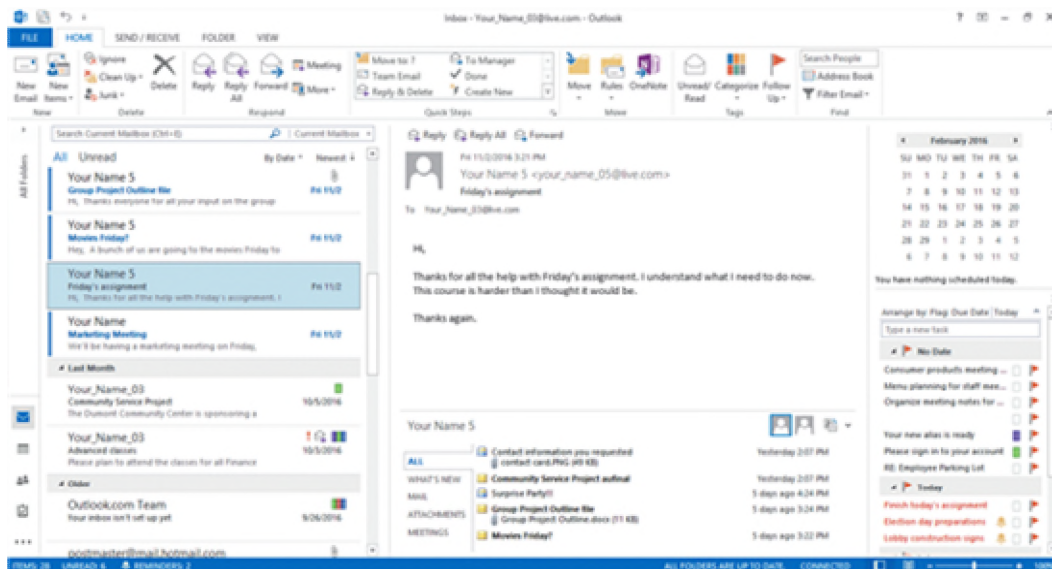 Inbox - Your_Name_03@live.com - Outlook
FILE HOME SEND / RECEIVE FOLDER VIEW
New Email
New Items
Ignore
Clean Up
Junk
Delete
Reply
Reply All
Forward
Meeting
More
Move to: ?
Team Email
Reply & Delete
To Manager
Done
Create New
Move
Rules
OneNote
Unread/ Read
Categorize
Follow Up
Search People
Address Book
Filter Email
New Delete Respond Quick Steps Move Tags Find
All Folders
Search Current Mailbox (Ctrl+E) Current Mailbox
All Unread By Date Newest
Your Name 5
Group Project Outline file Fri 11/2
Hi, Thanks everyone for all your input on the group
Your Name 5
Movies Friday? Fri 11/2
Hey, A bunch of us are going to the movies Friday to
Your Name 5
Friday's assignment Fri 11/2
Hi, Thanks for all the help with Friday's assignment. I
Your Name
Marketing Meeting Fri 11/2
We'll be having a marketing meeting on Friday,
Last Month
Your_Name_03
Community Service Project 10/5/2016
The Dumont Community Center is sponsoring a
Your_Name_03
Advanced classes 10/5/2016
Please plan to attend the classes for all Finance
Older
Outlook.com Team
Your inbox isn't set up yet 9/26/2016
postmaster@mail.hotmail.com
Reply Reply All Forward
Fri 11/2/2016 3:21 PM
Your Name 5 <your_name_05@live.com>
Friday's assignment
To Your_Name_03@live.com
Hi,
Thanks for all the help with Friday's assignment. I understand what I need to do now.
This course is harder than I thought it would be.
Thanks again.
Your Name 5
ALL
WHAT'S NEW
MAIL
ATTACHMENTS
MEETINGS
Contact information you requested Yesterday 2:07 PM
contact card.PNG (49 KB)
Community Service Project aufinal Yesterday 2:07 PM
Surprise Party!! 5 days ago 4:24 PM
Group Project Outline file 5 days ago 3:24 PM
Group Project Outline.docx (11 KB)
Movies Friday? 5 days ago 3:22 PM
February 2016
SU MO TU WE TH FR SA
31 1 2 3 4 5 6
7 8 9 10 11 12 13
14 15 16 17 18 19 20
21 22 23 24 25 26 27
28 29 1 2 3 4 5
6 7 8 9 10 11 12
You have nothing scheduled today.
Arrange by: Flag: Due Date Today
Type a new task
No Date
Consumer products meeting ...
Menu planning for staff mee...
Organize meeting notes for ...
Your new alias is ready
Please sign in to your account
RE: Employee Parking Lot
Today
Finish today's assignment
Election day preparations
Lobby construction signs
ITEMS: 28 UNREAD: 6 REMINDERS: 2 ALL FOLDERS ARE UP TO DATE. CONNECTED 100%